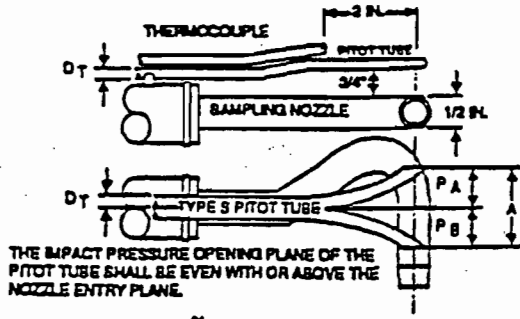 2 IN.
THERMOCOUPLE
PITOT TUBE
DT
3/4"
SAMPLING NOZZLE
1/2 IN.
PA
A
DT
TYPE S PITOT TUBE
PB
THE IMPACT PRESSURE OPENING PLANE OF THE
PITOT TUBE SHALL BE EVEN WITH OR ABOVE THE
NOZZLE ENTRY PLANE.